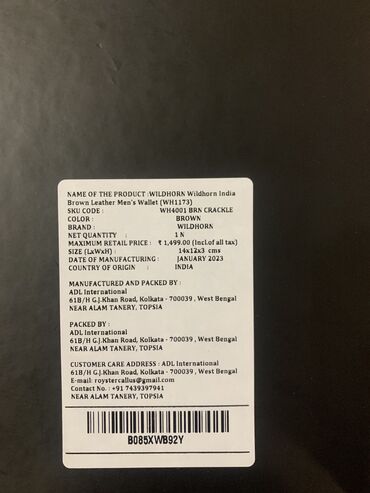 NAME OF THE PRODUCT :WILDHORN Wildhorn India
Brown Leather Men's Wallet (WH1173)
SKU CODE : WH4001 BRN CRACKLE
COLOR : BROWN
BRAND : WILDHORN
NET QUANTITY : 1 N
MAXIMUM RETAIL PRICE : ₹ 1,499.00 (Incl.of all tax)
SIZE (LxWxH) : 14x12x3 cms
DATE OF MANUFACTURING : JANUARY 2023
COUNTRY OF ORIGIN : INDIA
MANUFACTURED AND PACKED BY :
ADL International
61B/H G.J.Khan Road, Kolkata - 700039 , West Bengal
NEAR ALAM TANERY, TOPSIA
PACKED BY :
ADL International
61B/H G.J.Khan Road, Kolkata - 700039 , West Bengal
NEAR ALAM TANERY, TOPSIA
CUSTOMER CARE ADDRESS : ADL International
61B/H G.J.Khan Road, Kolkata - 700039 , West Bengal
E-mail: roystercallus@gmail.com
Contact No. : +91 7439397941
NEAR ALAM TANERY, TOPSIA
B085XWB92Y